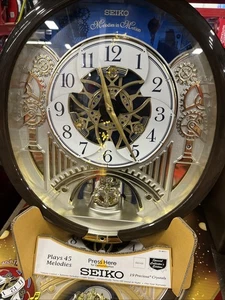 SEIKO
Melodies in Motion
12
1
2
3
4
5
6
7
8
9
10
11
Plays 45
Melodies
Press Here
SEIKO